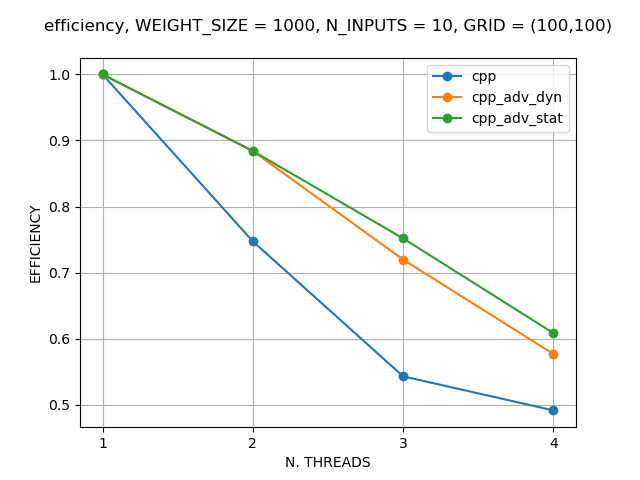 efficiency, WEIGHT_SIZE = 1000, N_INPUTS = 10, GRID = (100,100)
cpp
cpp_adv_dyn
cpp_adv_stat
EFFICIENCY
1.0
0.9
0.8
0.7
0.6
0.5
1 2 3 4
N. THREADS